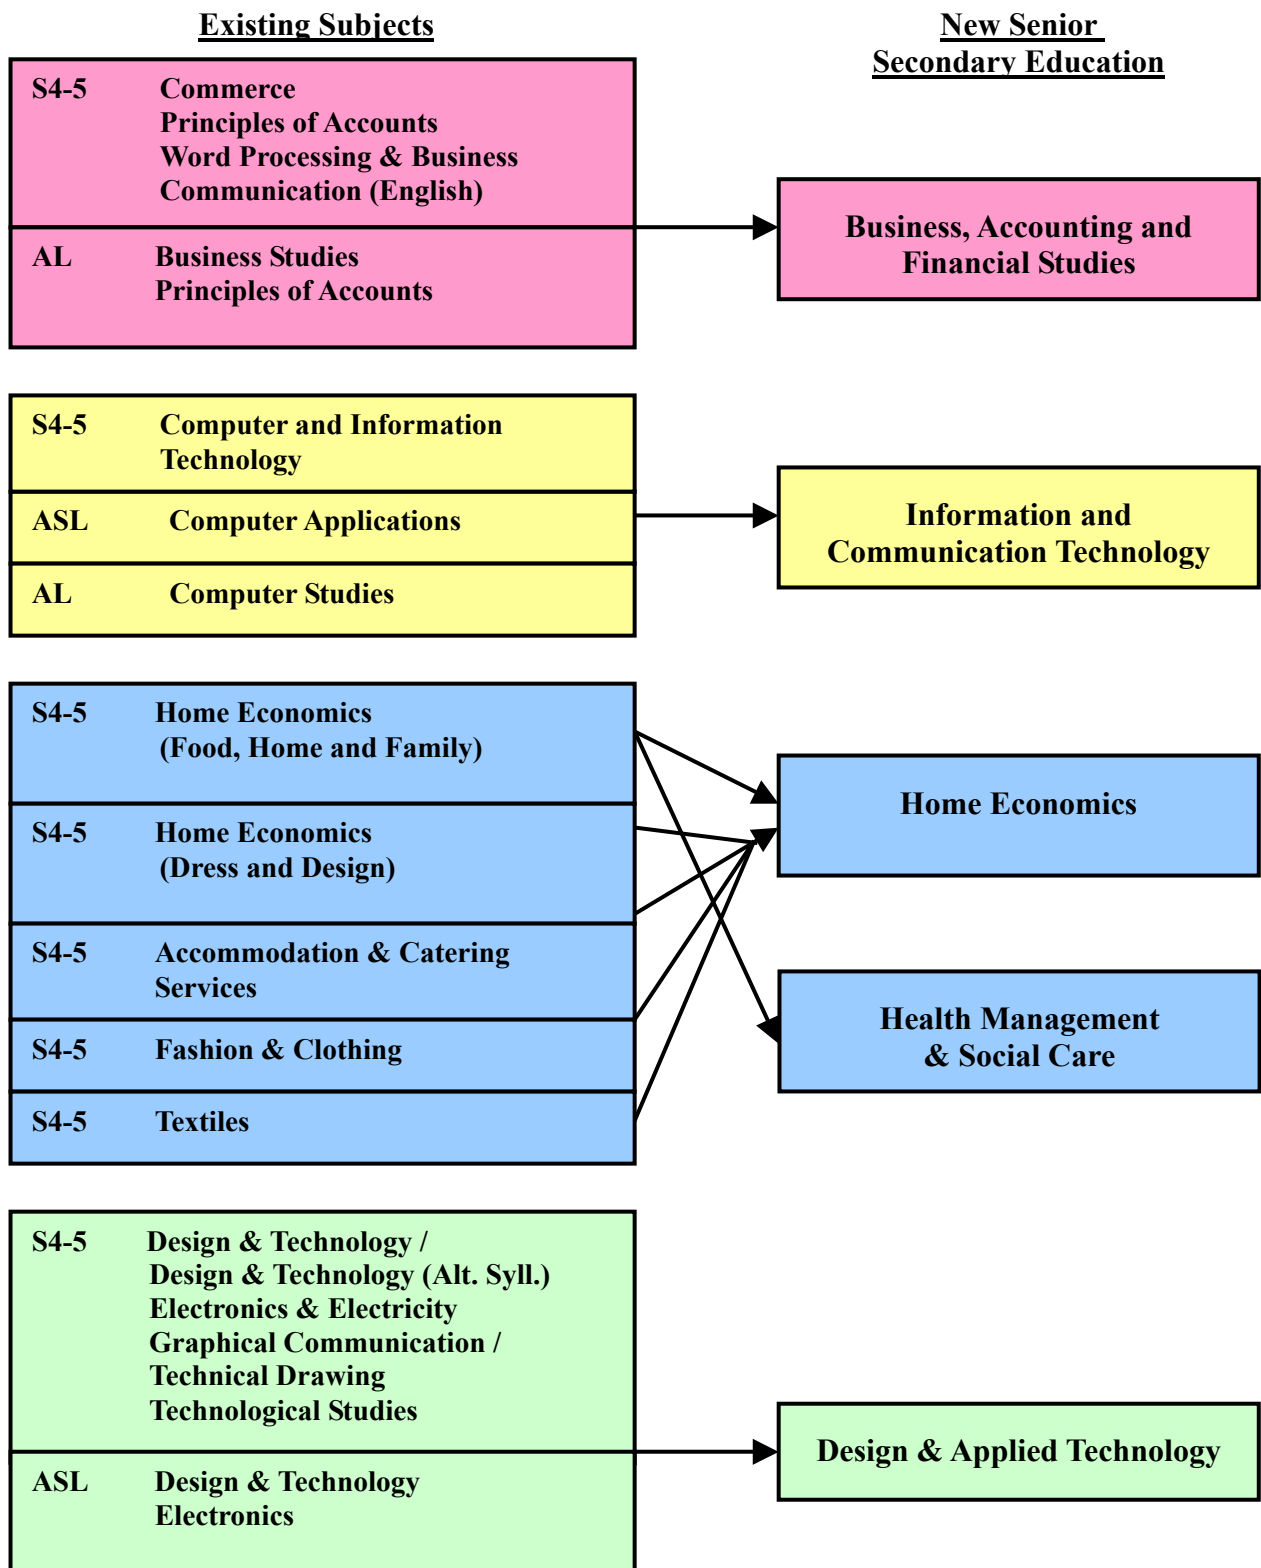 Existing Subjects
New Senior
Secondary Education
S4-5 Commerce
Principles of Accounts
Word Processing & Business
Communication (English)
AL Business Studies
Principles of Accounts
Business, Accounting and
Financial Studies
S4-5 Computer and Information
Technology
ASL Computer Applications
AL Computer Studies
Information and
Communication Technology
S4-5 Home Economics
(Food, Home and Family)
S4-5 Home Economics
(Dress and Design)
S4-5 Accommodation & Catering
Services
S4-5 Fashion & Clothing
S4-5 Textiles
Home Economics
Health Management
& Social Care
S4-5 Design & Technology /
Design & Technology (Alt. Syll.)
Electronics & Electricity
Graphical Communication /
Technical Drawing
Technological Studies
ASL Design & Technology
Electronics
Design & Applied Technology